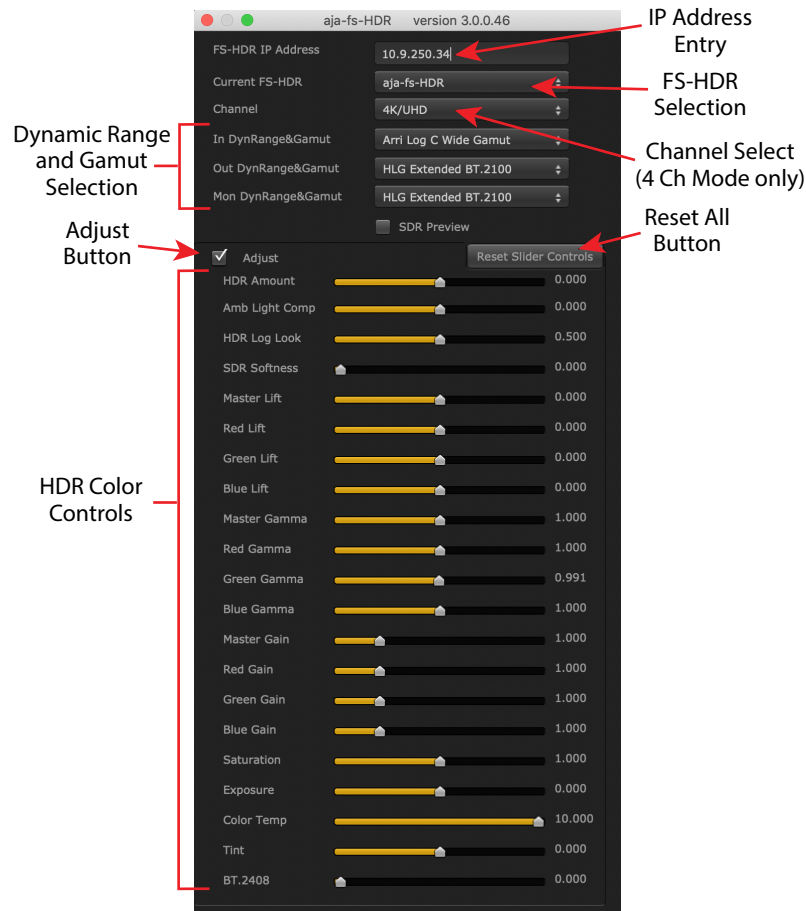 aja-fs-HDR version 3.0.0.46
IP Address
Entry
FS-HDR IP Address 10.9.250.34
Current FS-HDR aja-fs-HDR
FS-HDR
Selection
Channel 4K/UHD
Dynamic Range
and Gamut
Selection
In DynRange&Gamut Arri Log C Wide Gamut
Out DynRange&Gamut HLG Extended BT.2100
Mon DynRange&Gamut HLG Extended BT.2100
Channel Select
(4 Ch Mode only)
SDR Preview
Adjust
Button
Reset All
Button
Adjust Reset Slider Controls
HDR Amount 0.000
Amb Light Comp 0.000
HDR Log Look 0.500
SDR Softness 0.000
Master Lift 0.000
Red Lift 0.000
Green Lift 0.000
Blue Lift 0.000
HDR Color
Controls
Master Gamma 1.000
Red Gamma 1.000
Green Gamma 0.991
Blue Gamma 1.000
Master Gain 1.000
Red Gain 1.000
Green Gain 1.000
Blue Gain 1.000
Saturation 1.000
Exposure 0.000
Color Temp 10.000
Tint 0.000
BT.2408 0.000